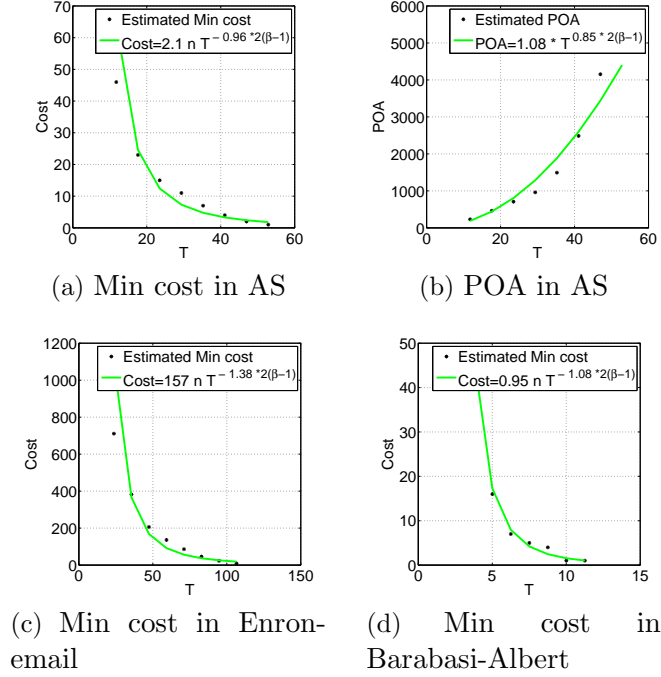 70
60
50
40
30
20
10
0
0 20 40 60
Cost
T
Estimated Min cost
Cost=2.1 n T^{- 0.96 *2(β−1)}
(a) Min cost in AS
6000
5000
4000
3000
2000
1000
0
0 20 40 60
POA
T
Estimated POA
POA=1.08 * T^{0.85 * 2(β−1)}
(b) POA in AS
1200
1000
800
600
400
200
0
0 50 100 150
Cost
T
Estimated Min cost
Cost=157 n T^{- 1.38 *2(β−1)}
(c) Min cost in Enron-
email
50
40
30
20
10
0
0 5 10 15
Cost
T
Estimated Min cost
Cost=0.95 n T^{- 1.08 *2(β−1)}
(d) Min cost in
Barabasi-Albert